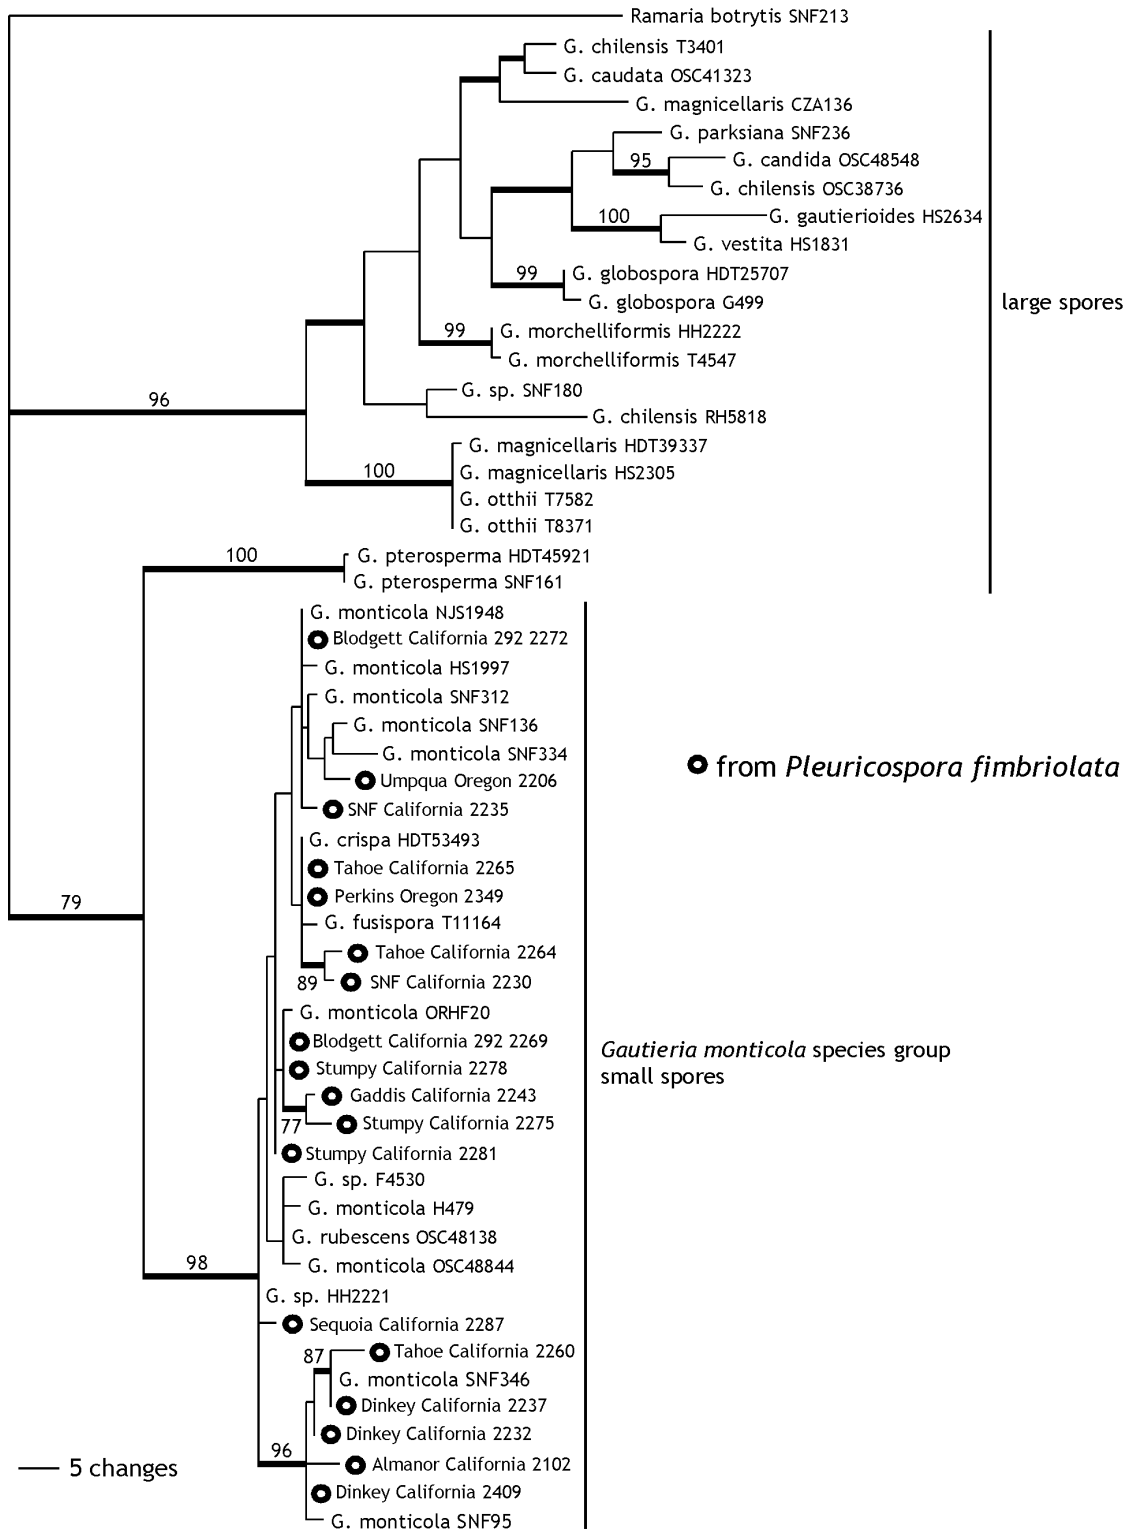 Ramaria botrytis SNF213
G. chilensis T3401
G. caudata OSC41323
G. magnicellaris CZA136
G. parksiana SNF236
95
G. candida OSC48548
G. chilensis OSC38736
100
G. gautierioides HS2634
G. vestita HS1831
99
G. globospora HDT25707
G. globospora G499
large spores
99
G. morchelliformis HH2222
G. morchelliformis T4547
G. sp. SNF180
96
G. chilensis RH5818
G. magnicellaris HDT39337
100
G. magnicellaris HS2305
G. otthii T7582
G. otthii T8371
100
G. pterosperma HDT45921
G. pterosperma SNF161
G. monticola NJS1948
Blodgett California 292 2272
G. monticola HS1997
G. monticola SNF312
G. monticola SNF136
G. monticola SNF334
from Pleuricospora fimbriolata
Umpqua Oregon 2206
SNF California 2235
G. crispa HDT53493
Tahoe California 2265
Perkins Oregon 2349
79
G. fusispora T11164
Tahoe California 2264
89
SNF California 2230
G. monticola ORHF20
Blodgett California 292 2269
Gautieria monticola species group
small spores
Stumpy California 2278
Gaddis California 2243
77
Stumpy California 2275
Stumpy California 2281
G. sp. F4530
G. monticola H479
G. rubescens OSC48138
98
G. monticola OSC48844
G. sp. HH2221
Sequoia California 2287
87
Tahoe California 2260
G. monticola SNF346
Dinkey California 2237
Dinkey California 2232
96
Almanor California 2102
5 changes
Dinkey California 2409
G. monticola SNF95